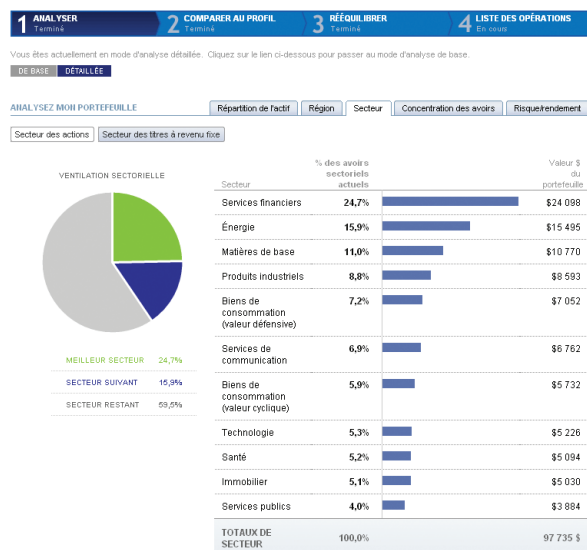 1 ANALYSER
Terminé
2 COMPARER AU PROFIL
Terminé
3 RÉÉQUILIBRER
Terminé
4 LISTE DES OPÉRATIONS
En cours
Vous êtes actuellement en mode d'analyse détaillée. Cliquez sur le lien ci-dessous pour passer au mode d'analyse de base.
DE BASE DÉTAILLÉE
ANALYSEZ MON PORTEFEUILLE
Répartition de l'actif Région Secteur Concentration des avoirs Risque/rendement
Secteur des actions Secteur des titres à revenu fixe
VENTILATION SECTORIELLE
MEILLEUR SECTEUR 24,7%
SECTEUR SUIVANT 15,9%
SECTEUR RESTANT 59,5%
Secteur
% des avoirs
sectoriels
actuels
Valeur $
du
portefeuille
Services financiers 24,7% $24 098
Énergie 15,9% $15 495
Matières de base 11,0% $10 770
Produits industriels 8,8% $8 593
Biens de 7,2% $7 052
consommation
(valeur défensive)
Services de 6,9% $6 762
communication
Biens de 5,9% $5 732
consommation
(valeur cyclique)
Technologie 5,3% $5 226
Santé 5,2% $5 094
Immobilier 5,1% $5 030
Services publics 4,0% $3 884
TOTAUX DE 100,0% 97 735 $
SECTEUR